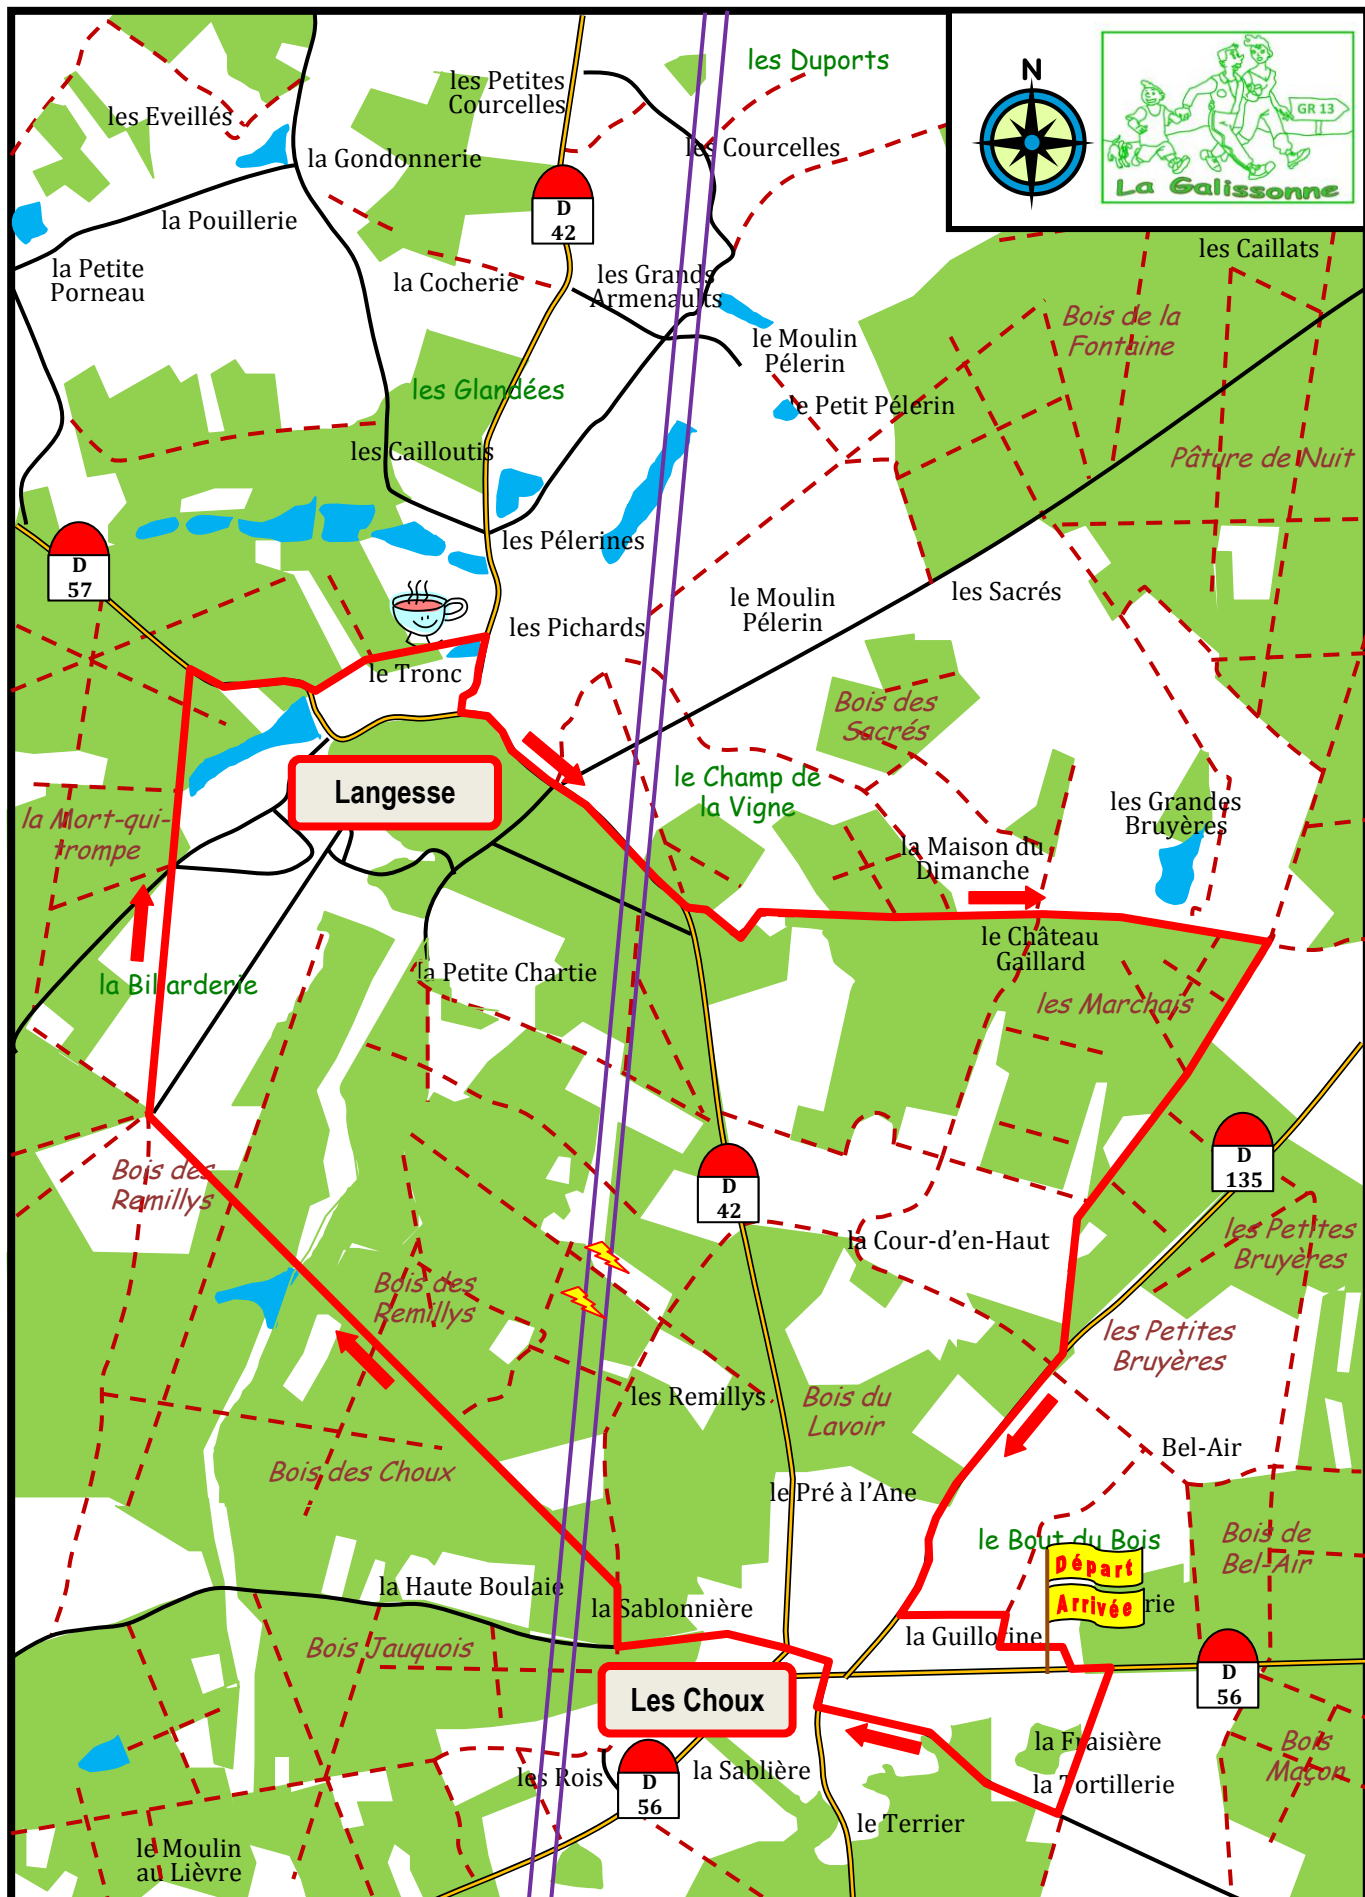 les Duports
N
GR 13
La Galissonne
les Petites
Courcelles
les Eveillés
les Courcelles
la Gondonnerie
D
42
la Pouillerie
les Caillats
la Petite
Porneau
la Cocherie
les Grands
Armenaults
Bois de la
Fontaine
le Moulin
Pélerin
les Glandées
le Petit Pélerin
les Cailloutis
Pâture de Nuit
les Pélerines
D
57
les Sacrés
le Moulin
Pélerin
les Pichards
le Tronc
Bois des
Sacrés
Langesse
le Champ de
la Vigne
les Grandes
Bruyères
la Mort-qui-
trompe
la Maison du
Dimanche
le Château
Gaillard
la Petite Chartie
la Billarderie
les Marchais
D
135
D
42
Bois des
Remillys
la Cour-d'en-Haut
les Petites
Bruyères
Bois des
Remillys
les Petites
Bruyères
les Remillys
Bois du
Lavoir
Bel-Air
Bois des Choux
le Pré à l'Ane
le Bout du Bois
Bois de
Bel-Air
Départ
Arrivée
rie
la Haute Boulaie
la Sablonnière
la Guillotine
Bois Jauquois
D
56
Les Choux
la Fraisière
Bois
Maçon
les Rois
D
56
la Sablière
la Tortillerie
le Terrier
le Moulin
au Lièvre